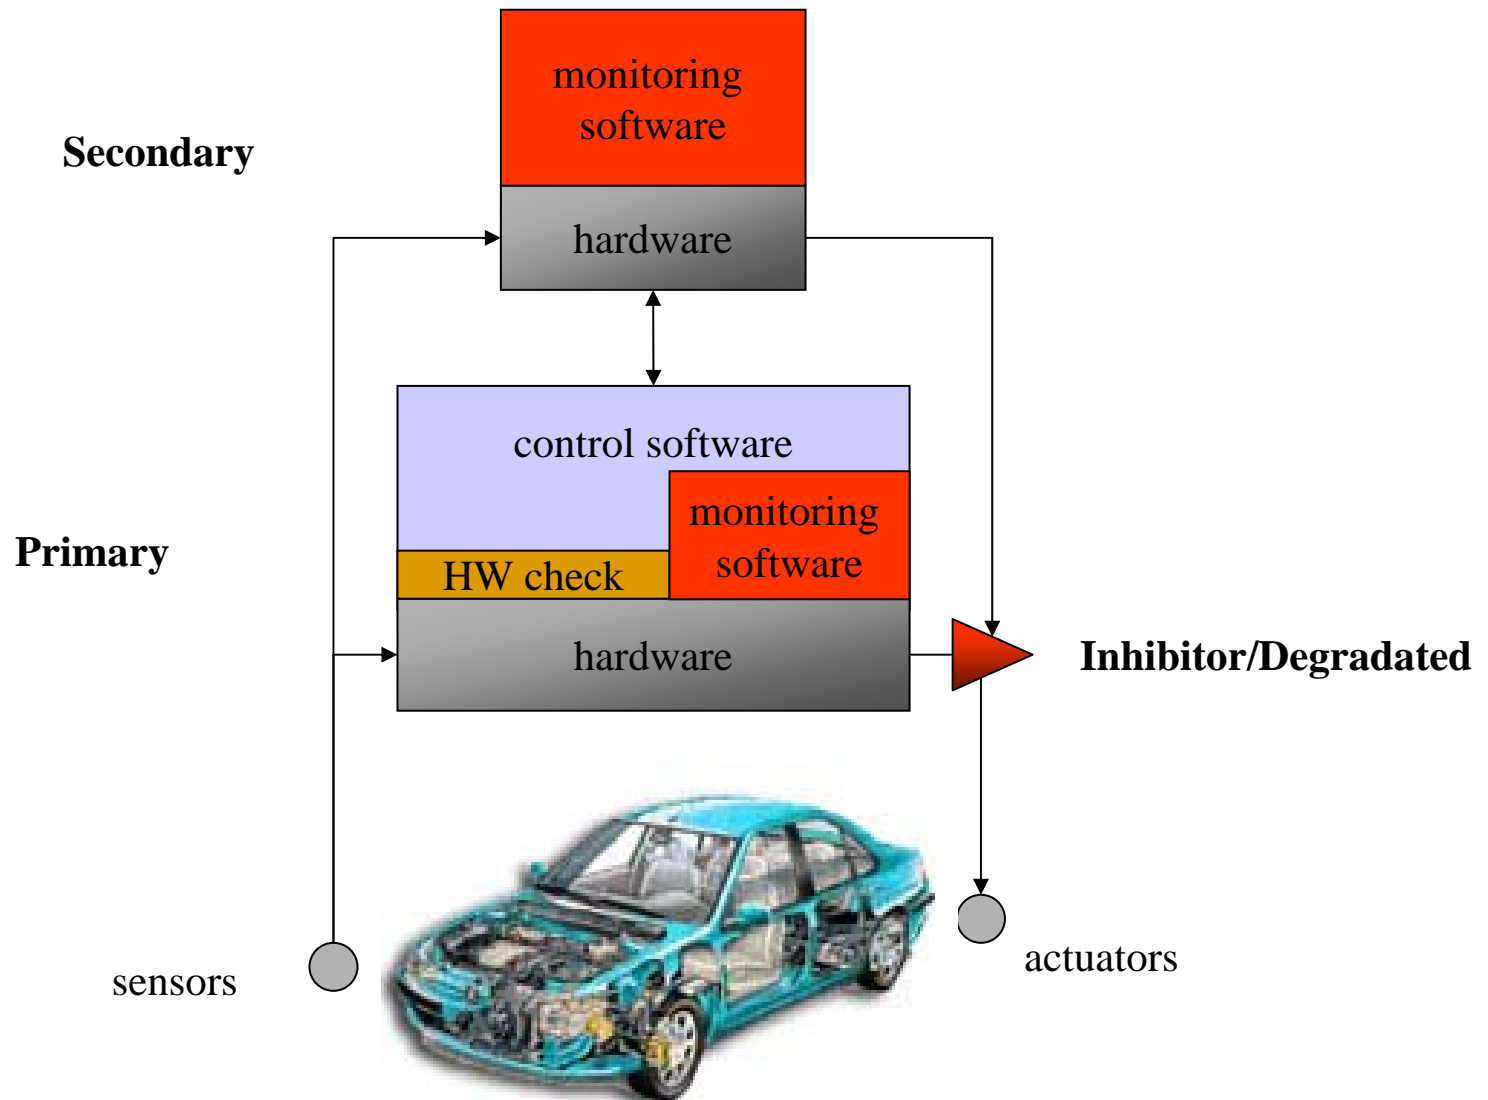 monitoring
software
Secondary
hardware
control software
monitoring
software
Primary
HW check
hardware
Inhibitor/Degradated
sensors
actuators